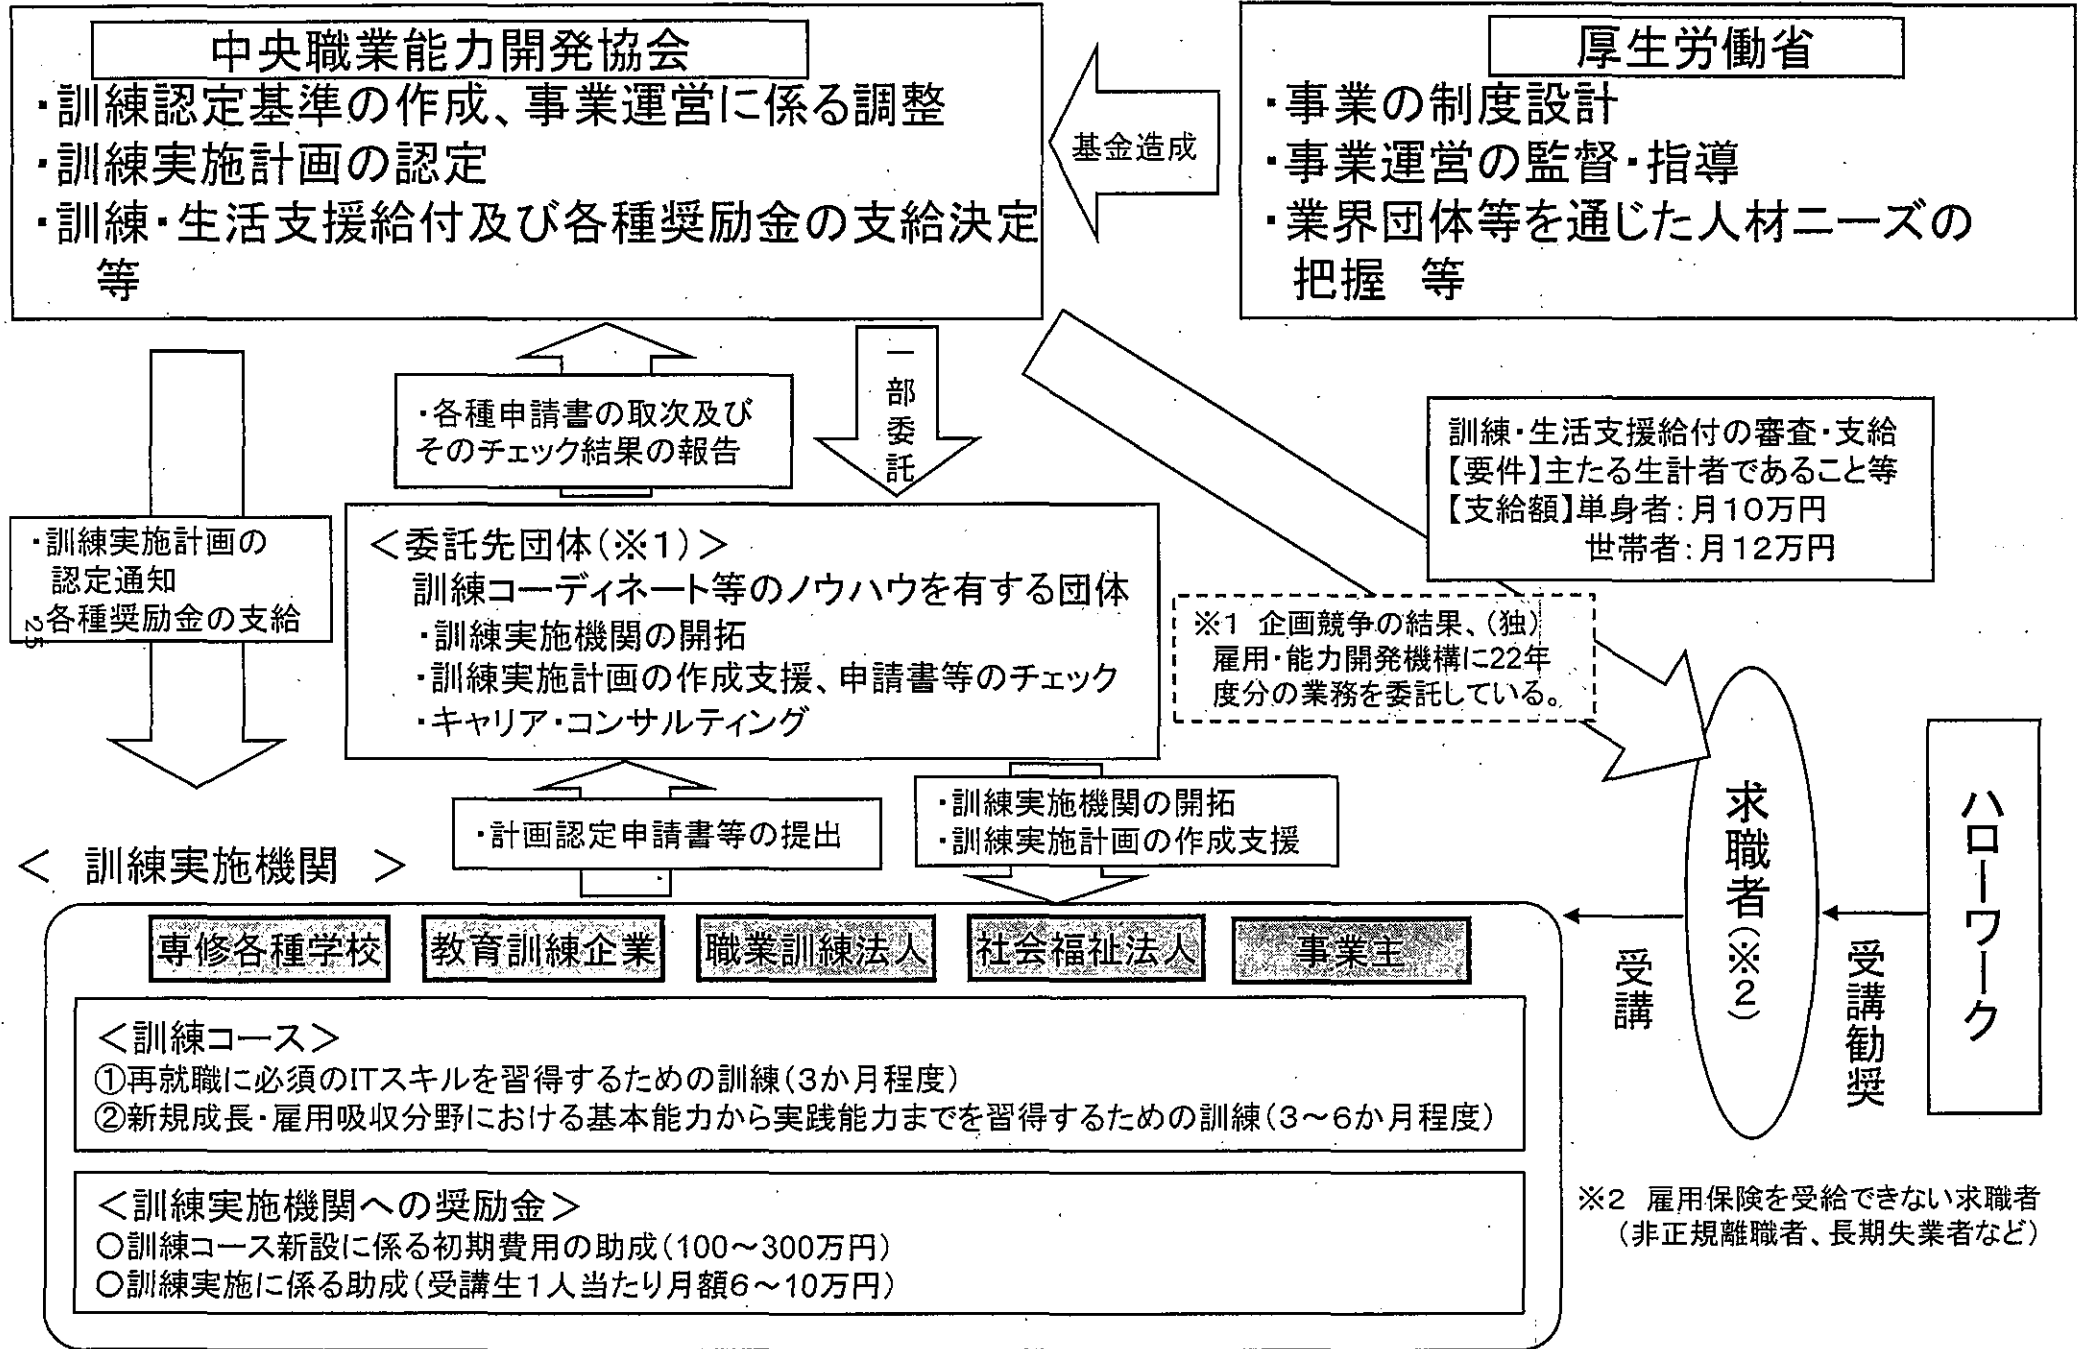 中央職業能力開発協会
・訓練認定基準の作成、事業運営に係る調整
・訓練実施計画の認定
・訓練・生活支援給付及び各種奨励金の支給決定
等
基金造成
厚生労働省
・事業の制度設計
・事業運営の監督・指導
・業界団体等を通じた人材ニーズの
把握 等
・各種申請書の取次及び
そのチェック結果の報告
一部委託
訓練・生活支援給付の審査・支給
【要件】主たる生計者であること等
【支給額】単身者:月10万円
世帯者:月12万円
・訓練実施計画の
認定通知
・各種奨励金の支給
25
<委託先団体(※1)>
訓練コーディネート等のノウハウを有する団体
・訓練実施機関の開拓
・訓練実施計画の作成支援、申請書等のチェック
・キャリア・コンサルティング
※1 企画競争の結果、(独)
雇用・能力開発機構に22年
度分の業務を委託している。
・計画認定申請書等の提出
・訓練実施機関の開拓
・訓練実施計画の作成支援
< 訓練実施機関 >
専修各種学校
教育訓練企業
職業訓練法人
社会福祉法人
事業主
受講
求職者(※2)
受講勧奨
ハローワーク
<訓練コース>
①再就職に必須のITスキルを習得するための訓練(3か月程度)
②新規成長・雇用吸収分野における基本能力から実践能力までを習得するための訓練(3~6か月程度)
<訓練実施機関への奨励金>
○訓練コース新設に係る初期費用の助成(100~300万円)
○訓練実施に係る助成(受講生1人当たり月額6~10万円)
※2 雇用保険を受給できない求職者
(非正規離職者、長期失業者など)